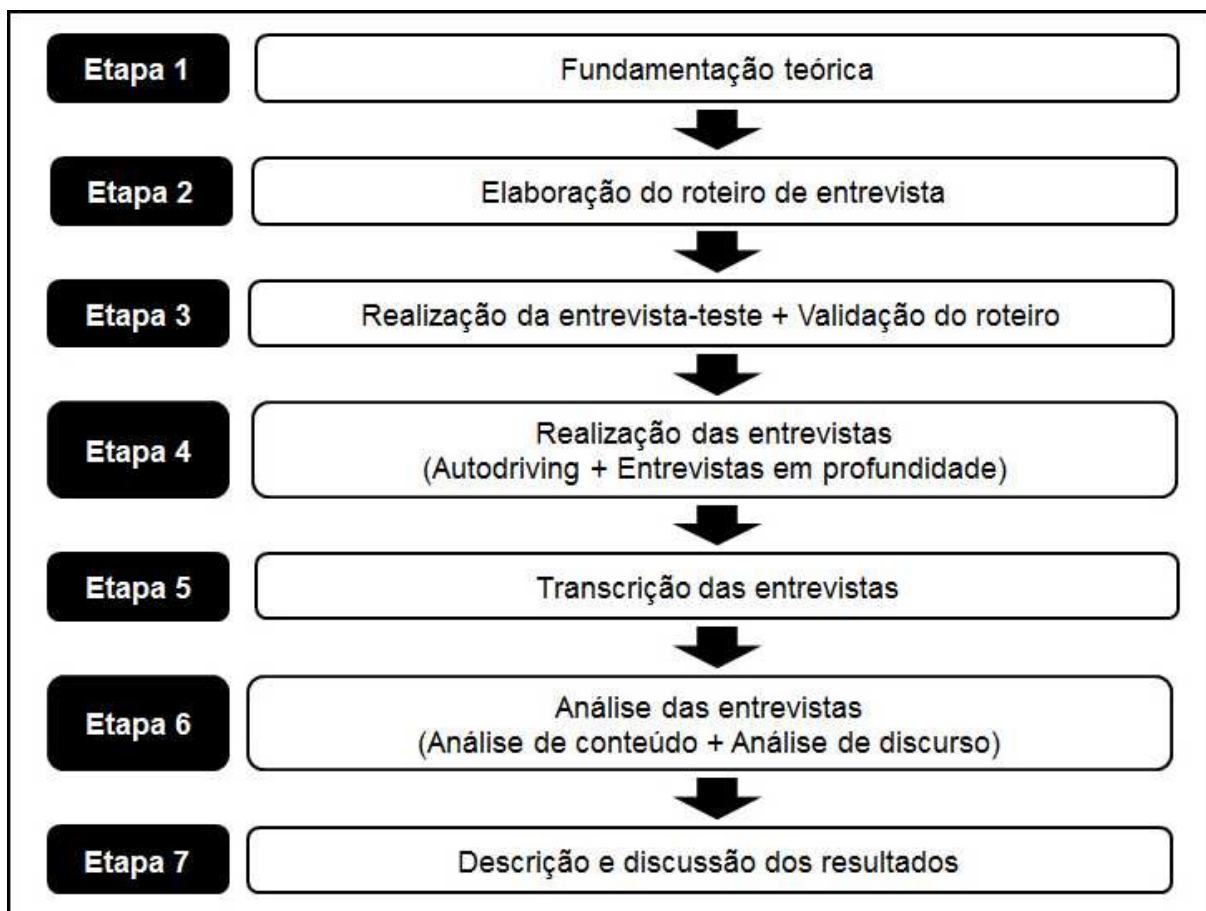 Etapa 1
Fundamentação teórica
Etapa 2
Elaboração do roteiro de entrevista
Etapa 3
Realização da entrevista-teste + Validação do roteiro
Etapa 4
Realização das entrevistas
(Autodriving + Entrevistas em profundidade)
Etapa 5
Transcrição das entrevistas
Etapa 6
Análise das entrevistas
(Análise de conteúdo + Análise de discurso)
Etapa 7
Descrição e discussão dos resultados